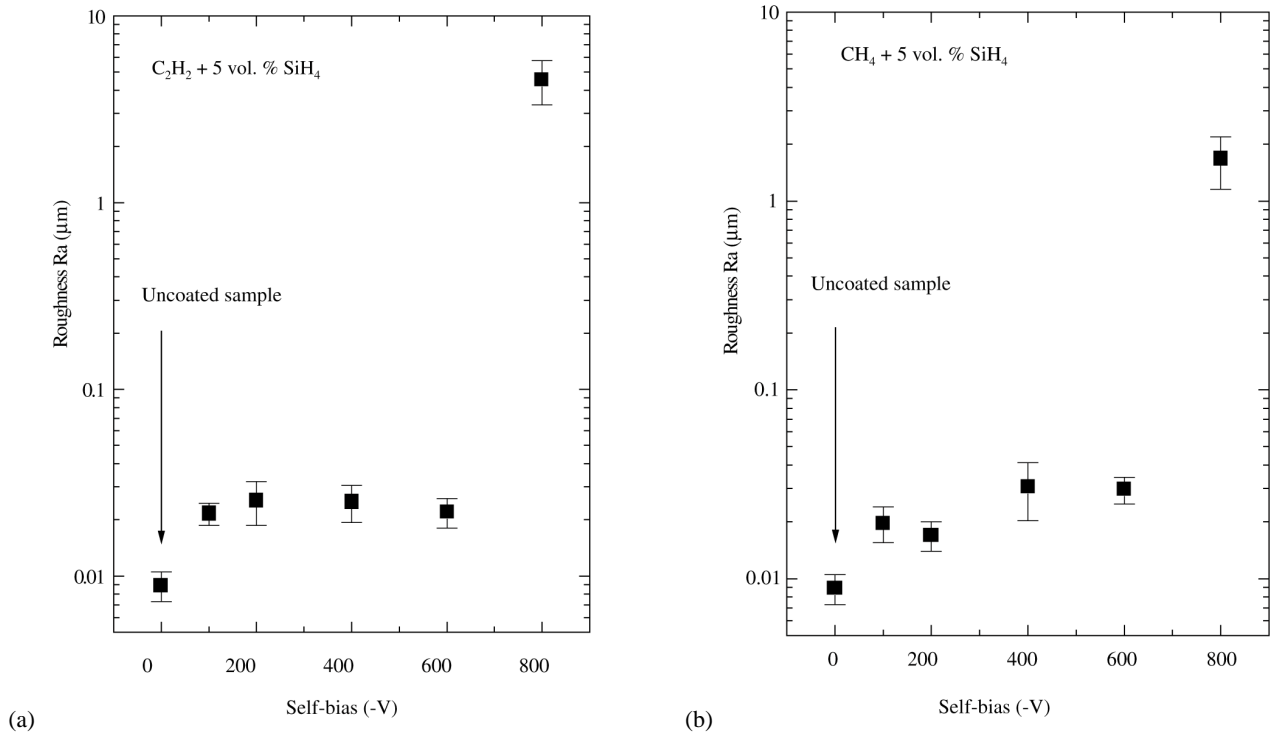 10
C₂H₂ + 5 vol. % SiH₄
1
Roughness Ra (μm)
Uncoated sample
0.1
0.01
0 200 400 600 800
Self-bias (-V)
(a)
10
CH₄ + 5 vol. % SiH₄
1
Roughness Ra (μm)
Uncoated sample
0.1
0.01
0 200 400 600 800
Self-bias (-V)
(b)